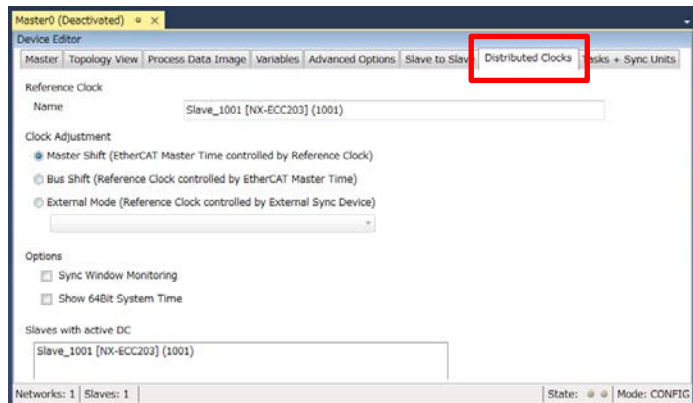 Master0 (Deactivated)
Device Editor
Master Topology View Process Data Image Variables Advanced Options Slave to Slave Distributed Clocks Tasks + Sync Units
Reference Clock
Name Slave_1001 [NX-ECC203] (1001)
Clock Adjustment
Master Shift (EtherCAT Master Time controlled by Reference Clock)
Bus Shift (Reference Clock controlled by EtherCAT Master Time)
External Mode (Reference Clock controlled by External Sync Device)
Options
Sync Window Monitoring
Show 64Bit System Time
Slaves with active DC
Slave_1001 [NX-ECC203] (1001)
Networks: 1 Slaves: 1 State: Mode: CONFIG